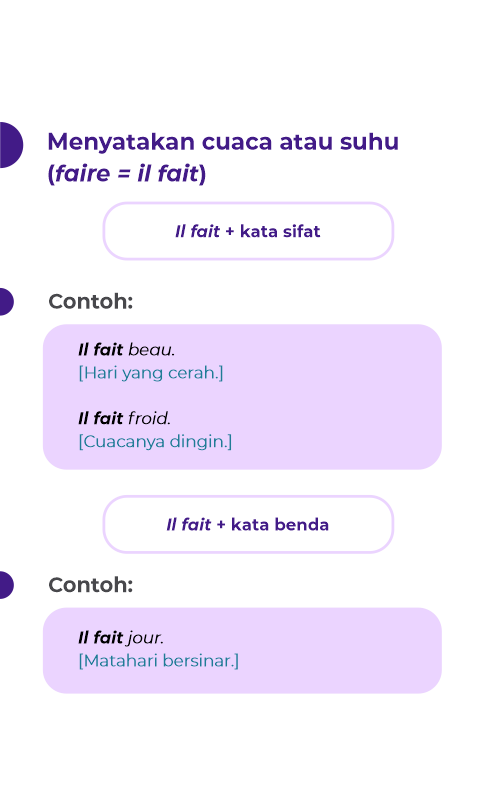 Menyatakan cuaca atau suhu
(faire = il fait)
Il fait + kata sifat
Contoh:
Il fait beau.
[Hari yang cerah.]
Il fait froid.
[Cuacanya dingin.]
Il fait + kata benda
Contoh:
Il fait jour.
[Matahari bersinar.]